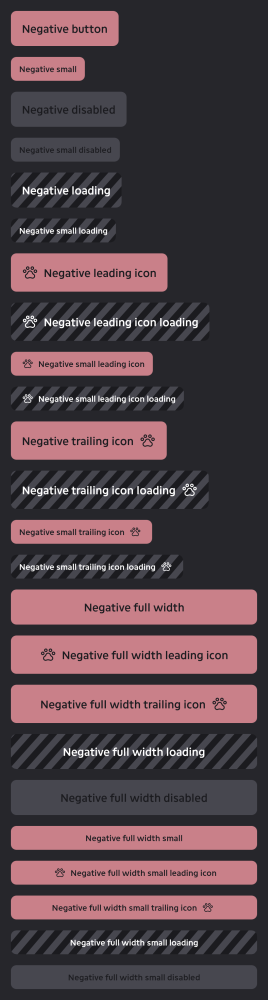 Negative button
Negative small
Negative disabled
Negative small disabled
Negative loading
Negative small loading
Negative leading icon
Negative leading icon loading
Negative small leading icon
Negative small leading icon loading
Negative trailing icon
Negative trailing icon loading
Negative small trailing icon
Negative small trailing icon loading
Negative full width
Negative full width leading icon
Negative full width trailing icon
Negative full width loading
Negative full width disabled
Negative full width small
Negative full width small leading icon
Negative full width small trailing icon
Negative full width small loading
Negative full width small disabled